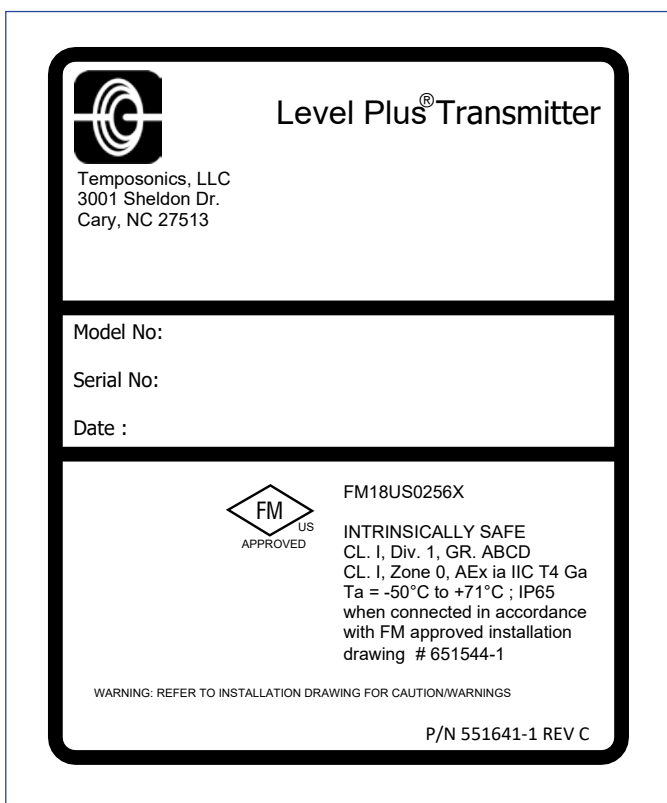 Level Plus® Transmitter
Temposonics, LLC
3001 Sheldon Dr.
Cary, NC 27513
Model No:
Serial No:
Date :
FM
US
APPROVED
FM18US0256X
INTRINSICALLY SAFE
CL. I, Div. 1, GR. ABCD
CL. I, Zone 0, AEx ia IIC T4 Ga
Ta = -50°C to +71°C ; IP65
when connected in accordance
with FM approved installation
drawing # 651544-1
WARNING: REFER TO INSTALLATION DRAWING FOR CAUTION/WARNINGS
P/N 551641-1 REV C